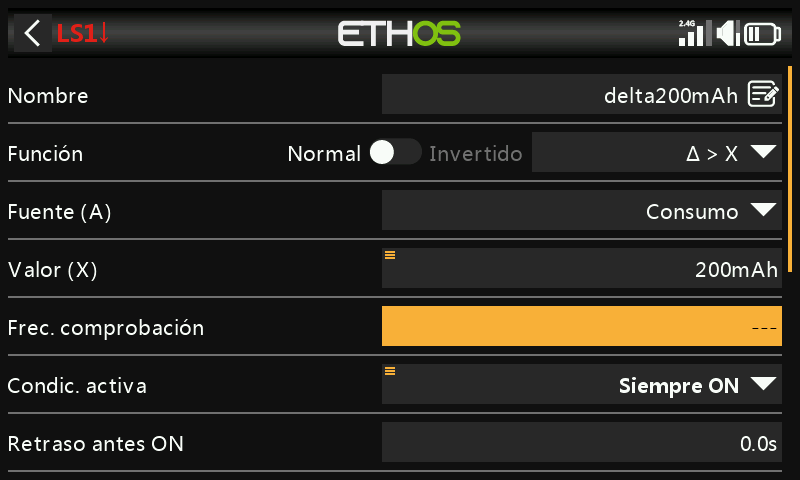 LS1↓ ETHOS 2.4G
Nombre delta200mAh
Función Normal Invertido Δ > X
Fuente (A) Consumo
Valor (X) 200mAh
Frec. comprobación ---
Condic. activa Siempre ON
Retraso antes ON 0.0s